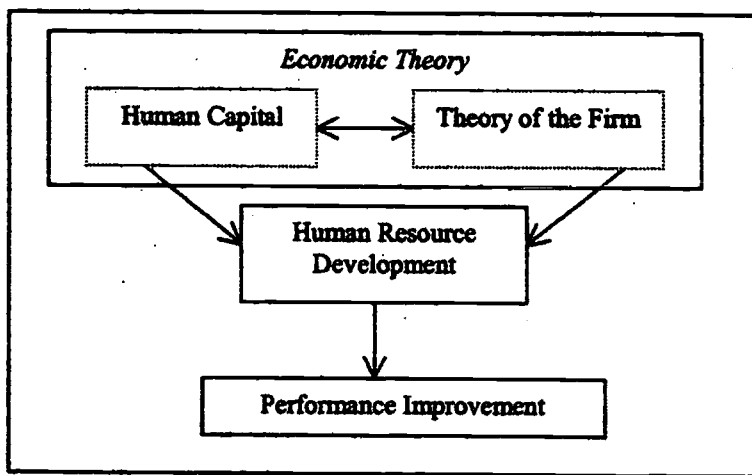 Economic Theory
Human Capital
Theory of the Firm
Human Resource
Development
Performance Improvement